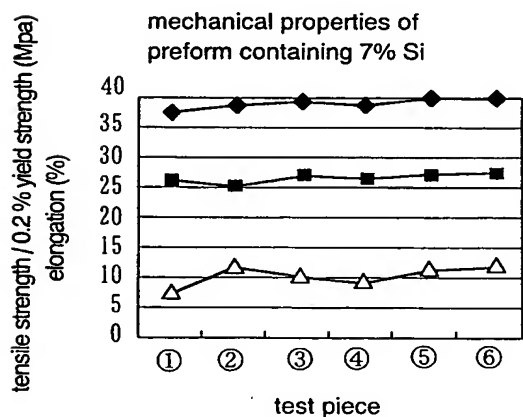 mechanical properties of
preform containing 7% Si
tensile strength / 0.2 % yield strength (Mpa)
elongation (%)
40
35
30
25
20
15
10
5
0
① ② ③ ④ ⑤ ⑥
test piece